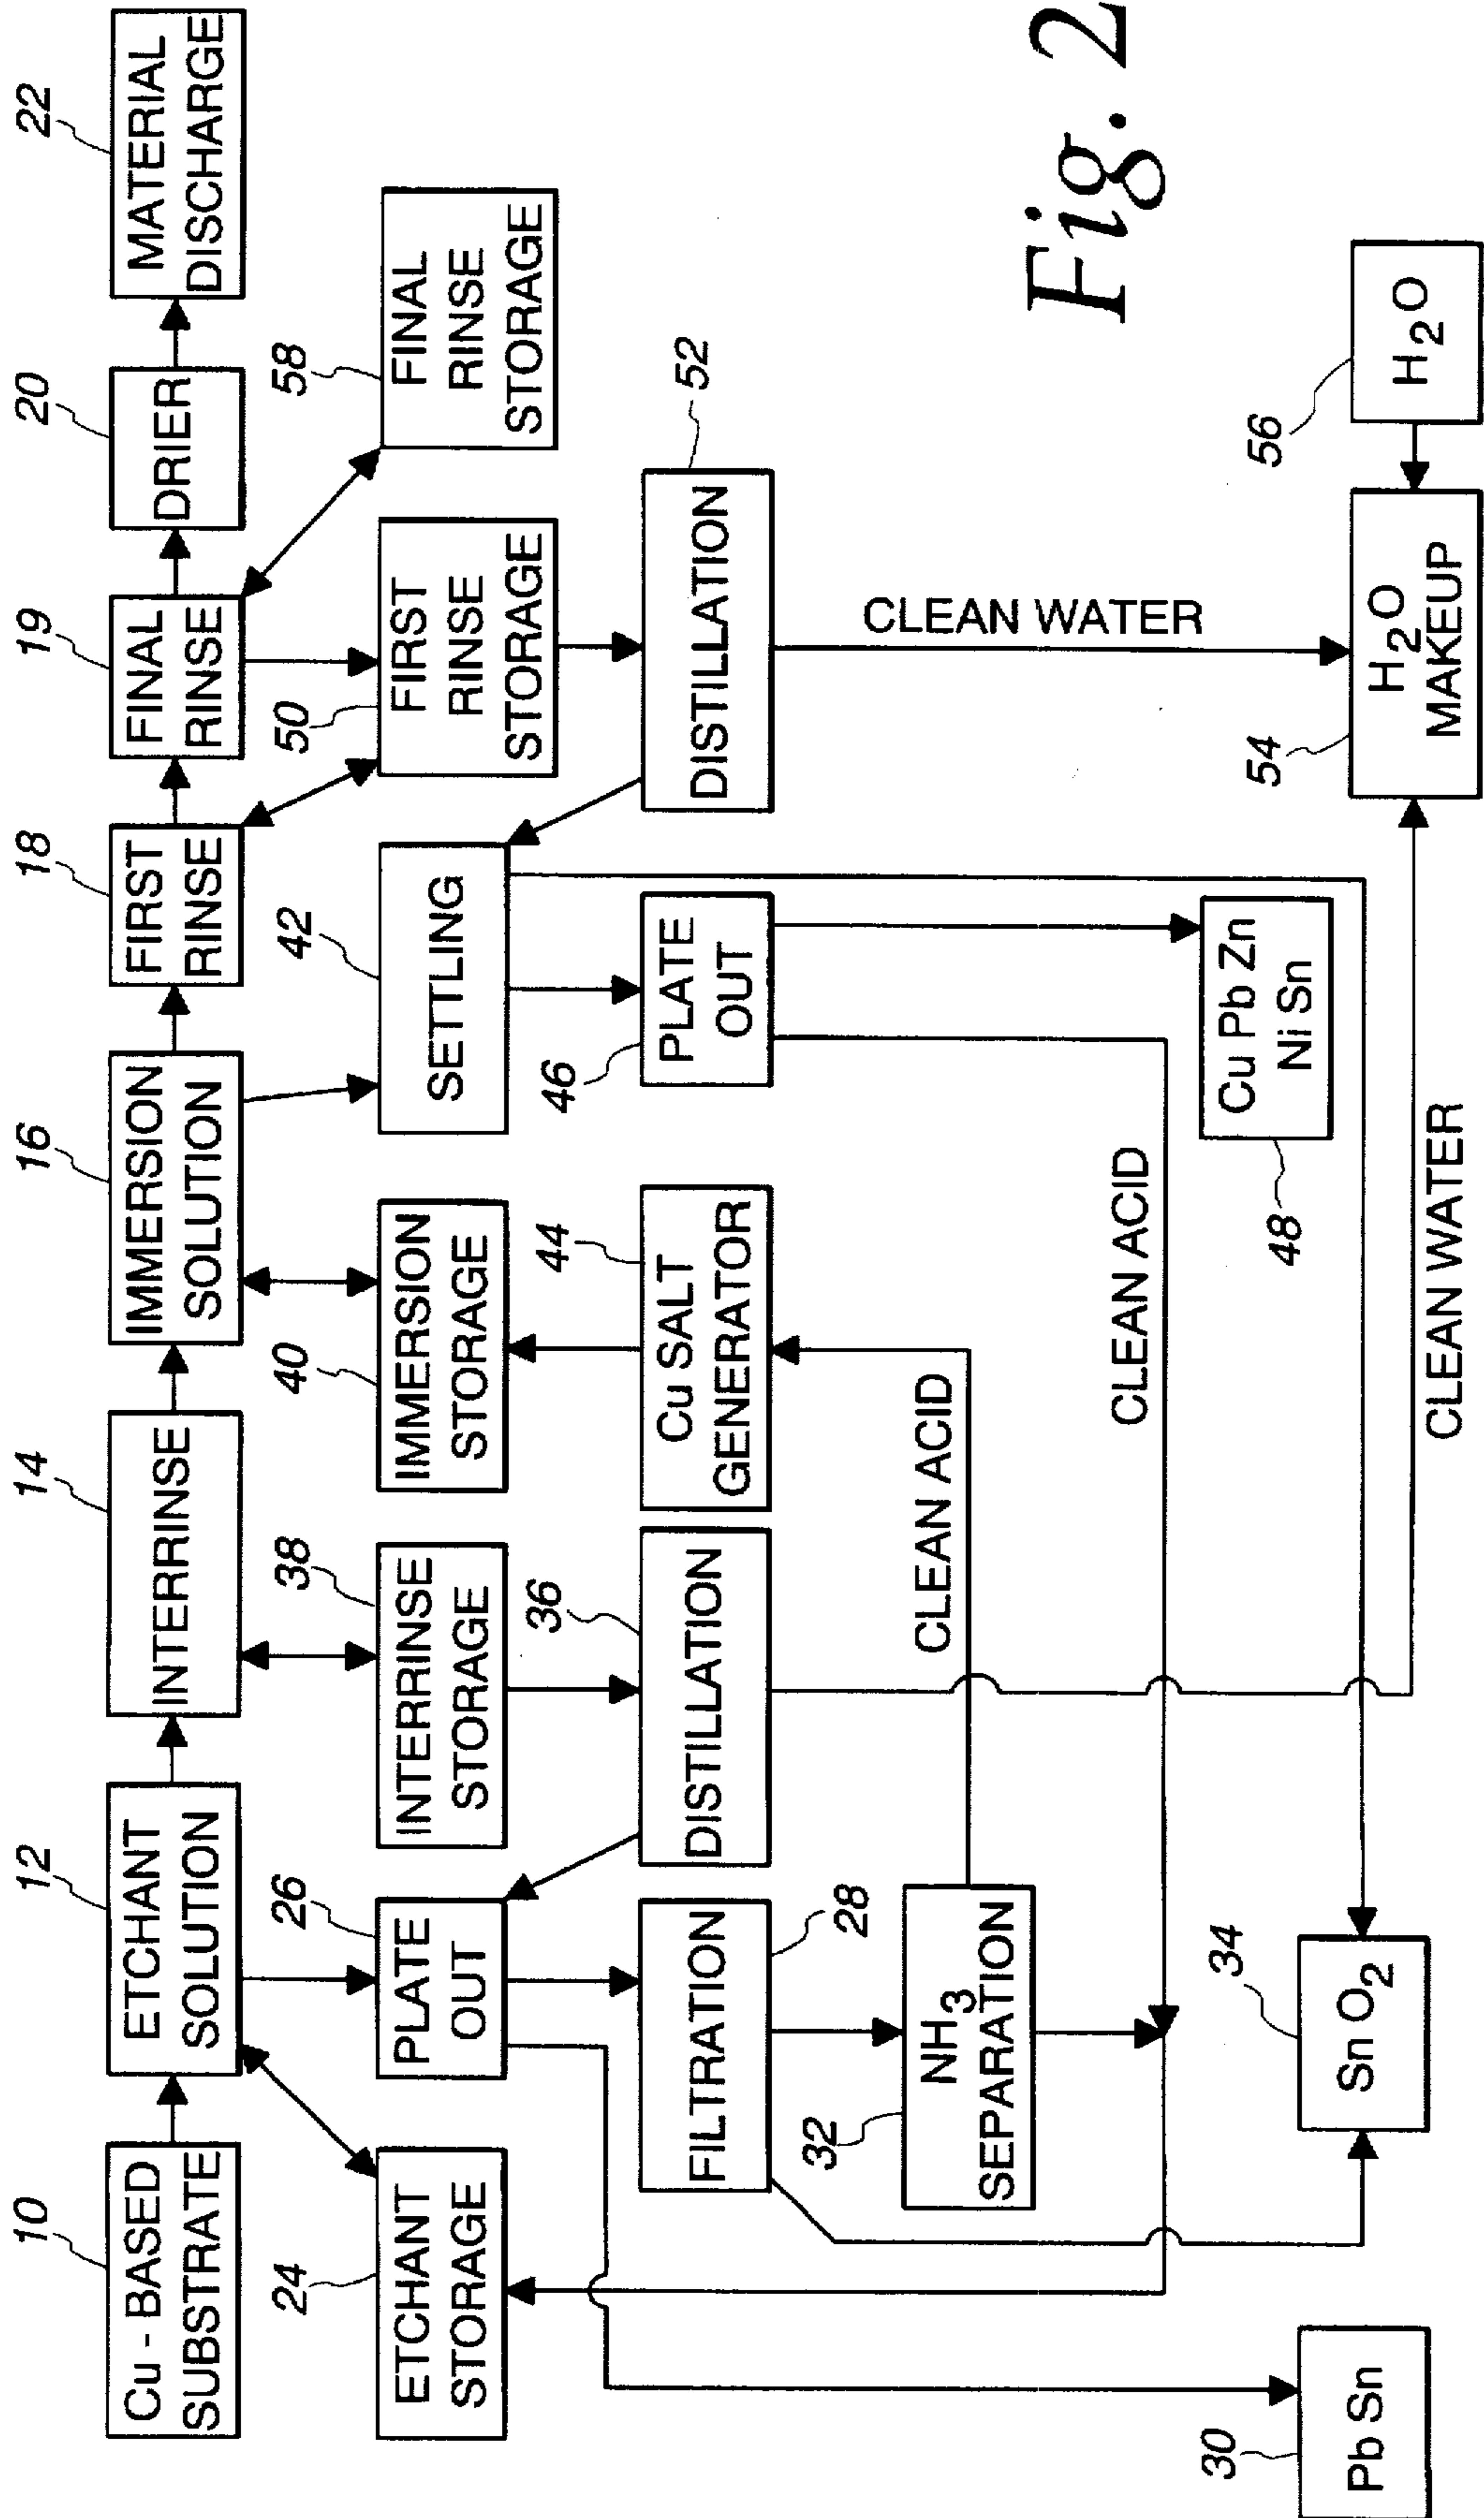 10
12
14
16
18
19
20
22
Cu - BASED
SUBSTRATE
ETCHANT
SOLUTION
INTERRINSE
IMMERSION
SOLUTION
FIRST
RINSE
FINAL
RINSE
DRIER
MATERIAL
DISCHARGE
24
26
38
40
42
50
58
ETCHANT
STORAGE
PLATE
OUT
INTERRINSE
STORAGE
IMMERSION
STORAGE
SETTLING
FIRST
RINSE
STORAGE
FINAL
RINSE
STORAGE
36
44
46
52
FILTRATION
28
DISTILLATION
Cu SALT
GENERATOR
PLATE
OUT
DISTILLATION
32
NH3
SEPARATION
CLEAN ACID
CLEAN WATER
CLEAN ACID
Fig. 2
30
34
48
Cu Pb Zn
Ni Sn
54
56
Pb Sn
Sn O2
CLEAN WATER
H2O
MAKEUP
H2O